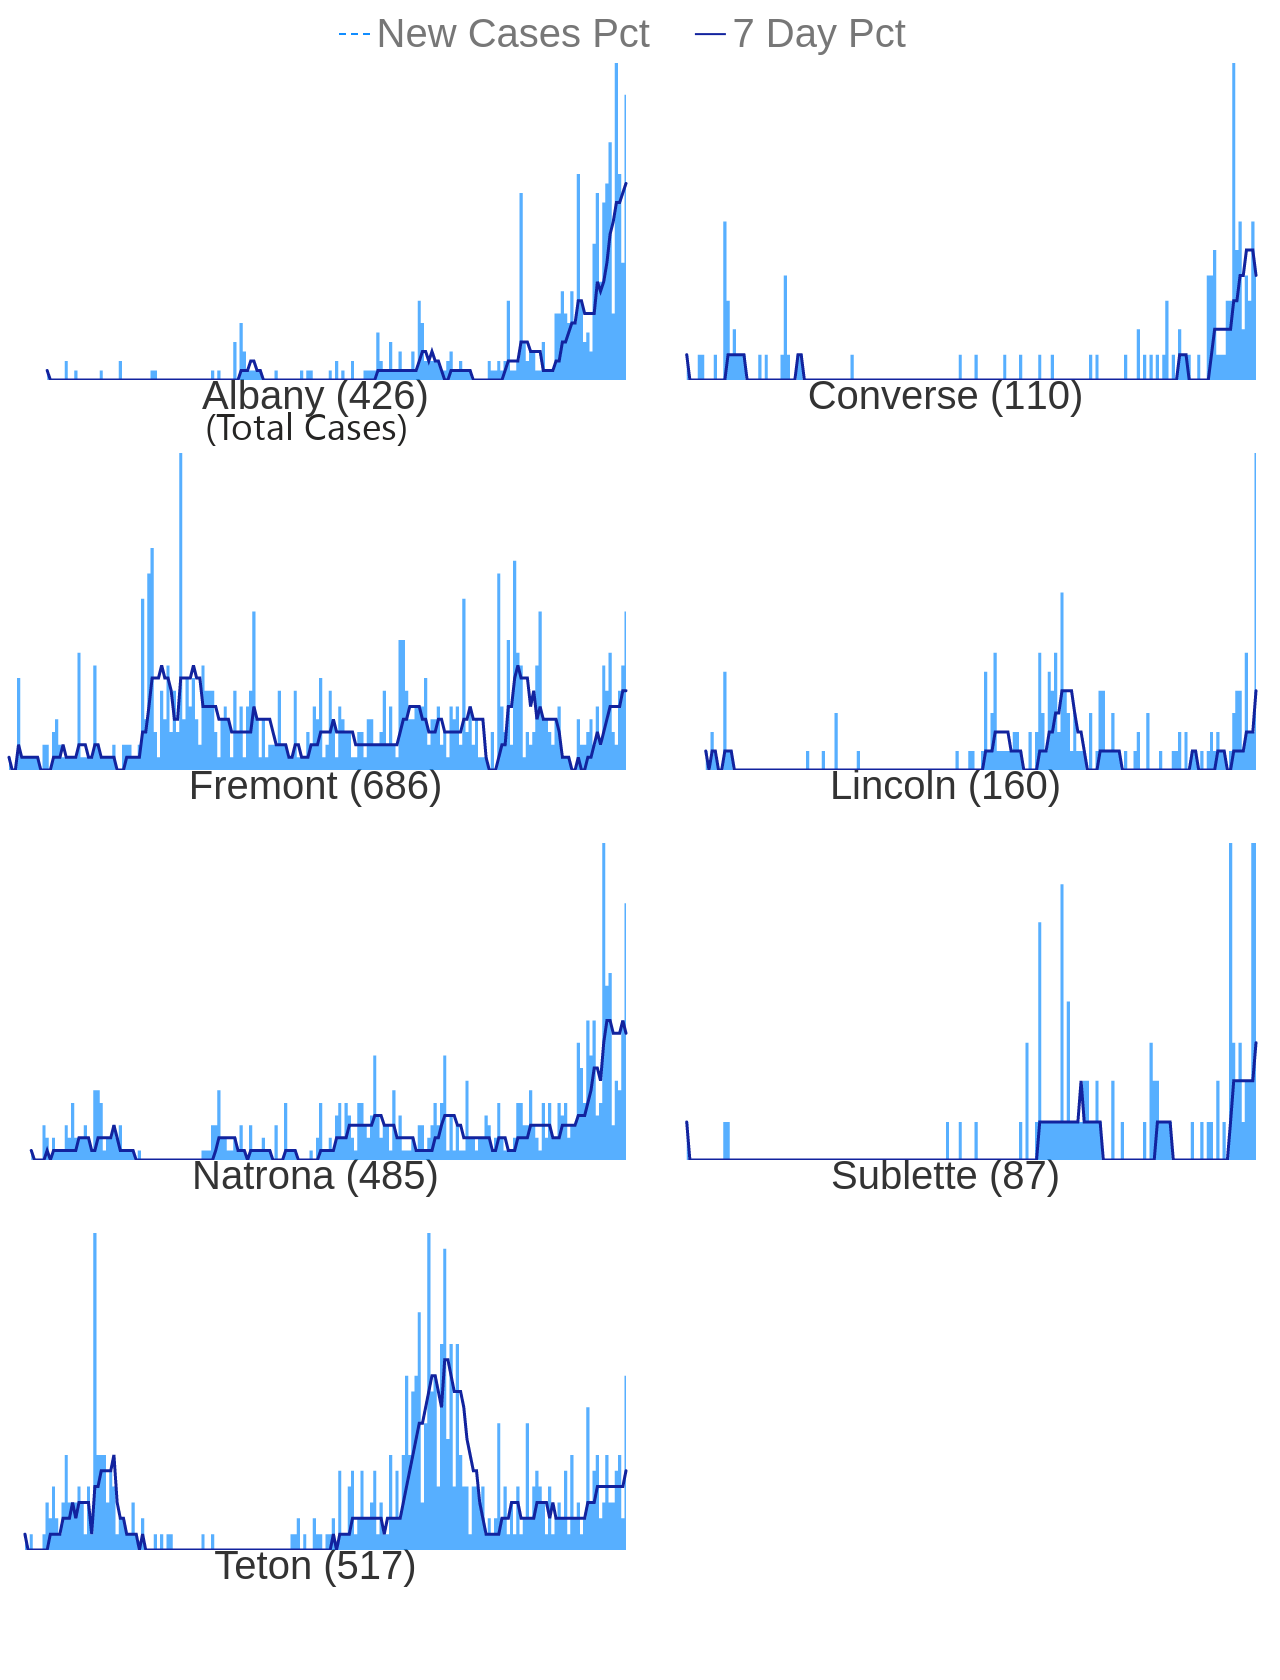 New Cases Pct 7 Day Pct
Albany (426)
(Total Cases)
Converse (110)
Fremont (686)
Lincoln (160)
Natrona (485)
Sublette (87)
Teton (517)